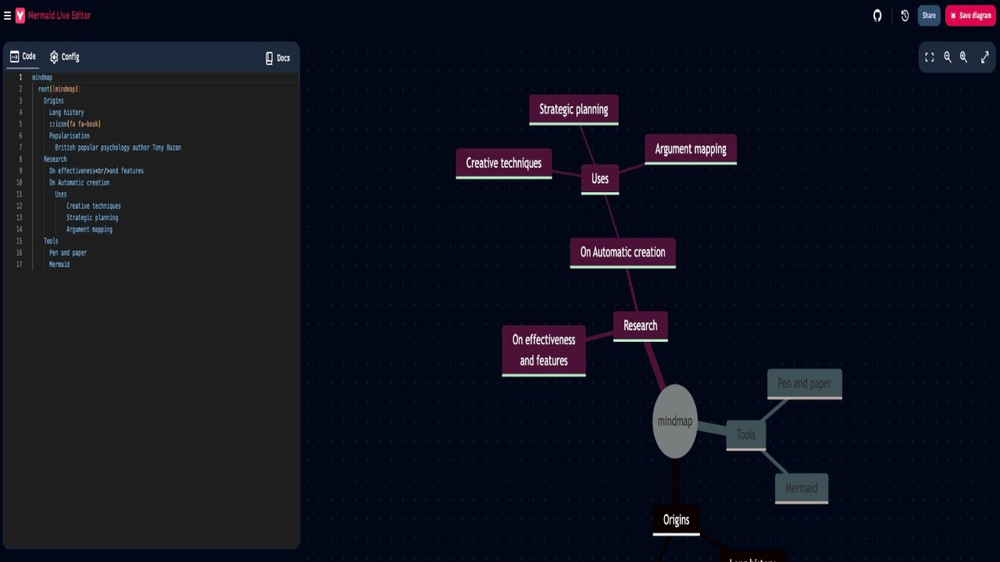 Mermaid Live Editor
Share
Save diagram
Code
Config
Docs
1 mindmap
2 root((mindmap))
3 Origins
4 Long history
5 ::icon(fa fa-book)
6 Popularisation
7 British popular psychology author Tony Buzan
8 Research
9 On effectiveness<br/>and features
10 On Automatic creation
11 Uses
12 Creative techniques
13 Strategic planning
14 Argument mapping
15 Tools
16 Pen and paper
17 Mermaid
Strategic planning
Argument mapping
Creative techniques
Uses
On Automatic creation
Research
On effectiveness
and features
Pen and paper
mindmap
Tools
Mermaid
Origins
Long history